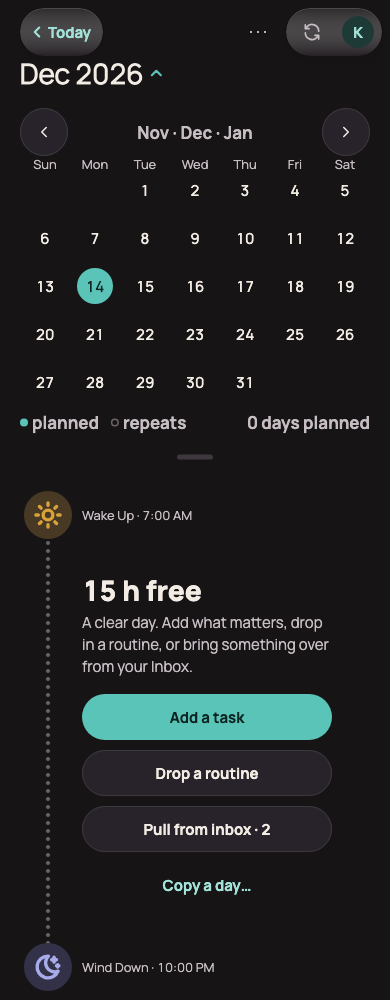 Today
...
K
Dec 2026
Nov · Dec · Jan
Sun Mon Tue Wed Thu Fri Sat
1 2 3 4 5
6 7 8 9 10 11 12
13 14 15 16 17 18 19
20 21 22 23 24 25 26
27 28 29 30 31
planned repeats 0 days planned
Wake Up · 7:00 AM
15 h free
A clear day. Add what matters, drop
in a routine, or bring something over
from your Inbox.
Add a task
Drop a routine
Pull from inbox · 2
Copy a day...
Wind Down · 10:00 PM